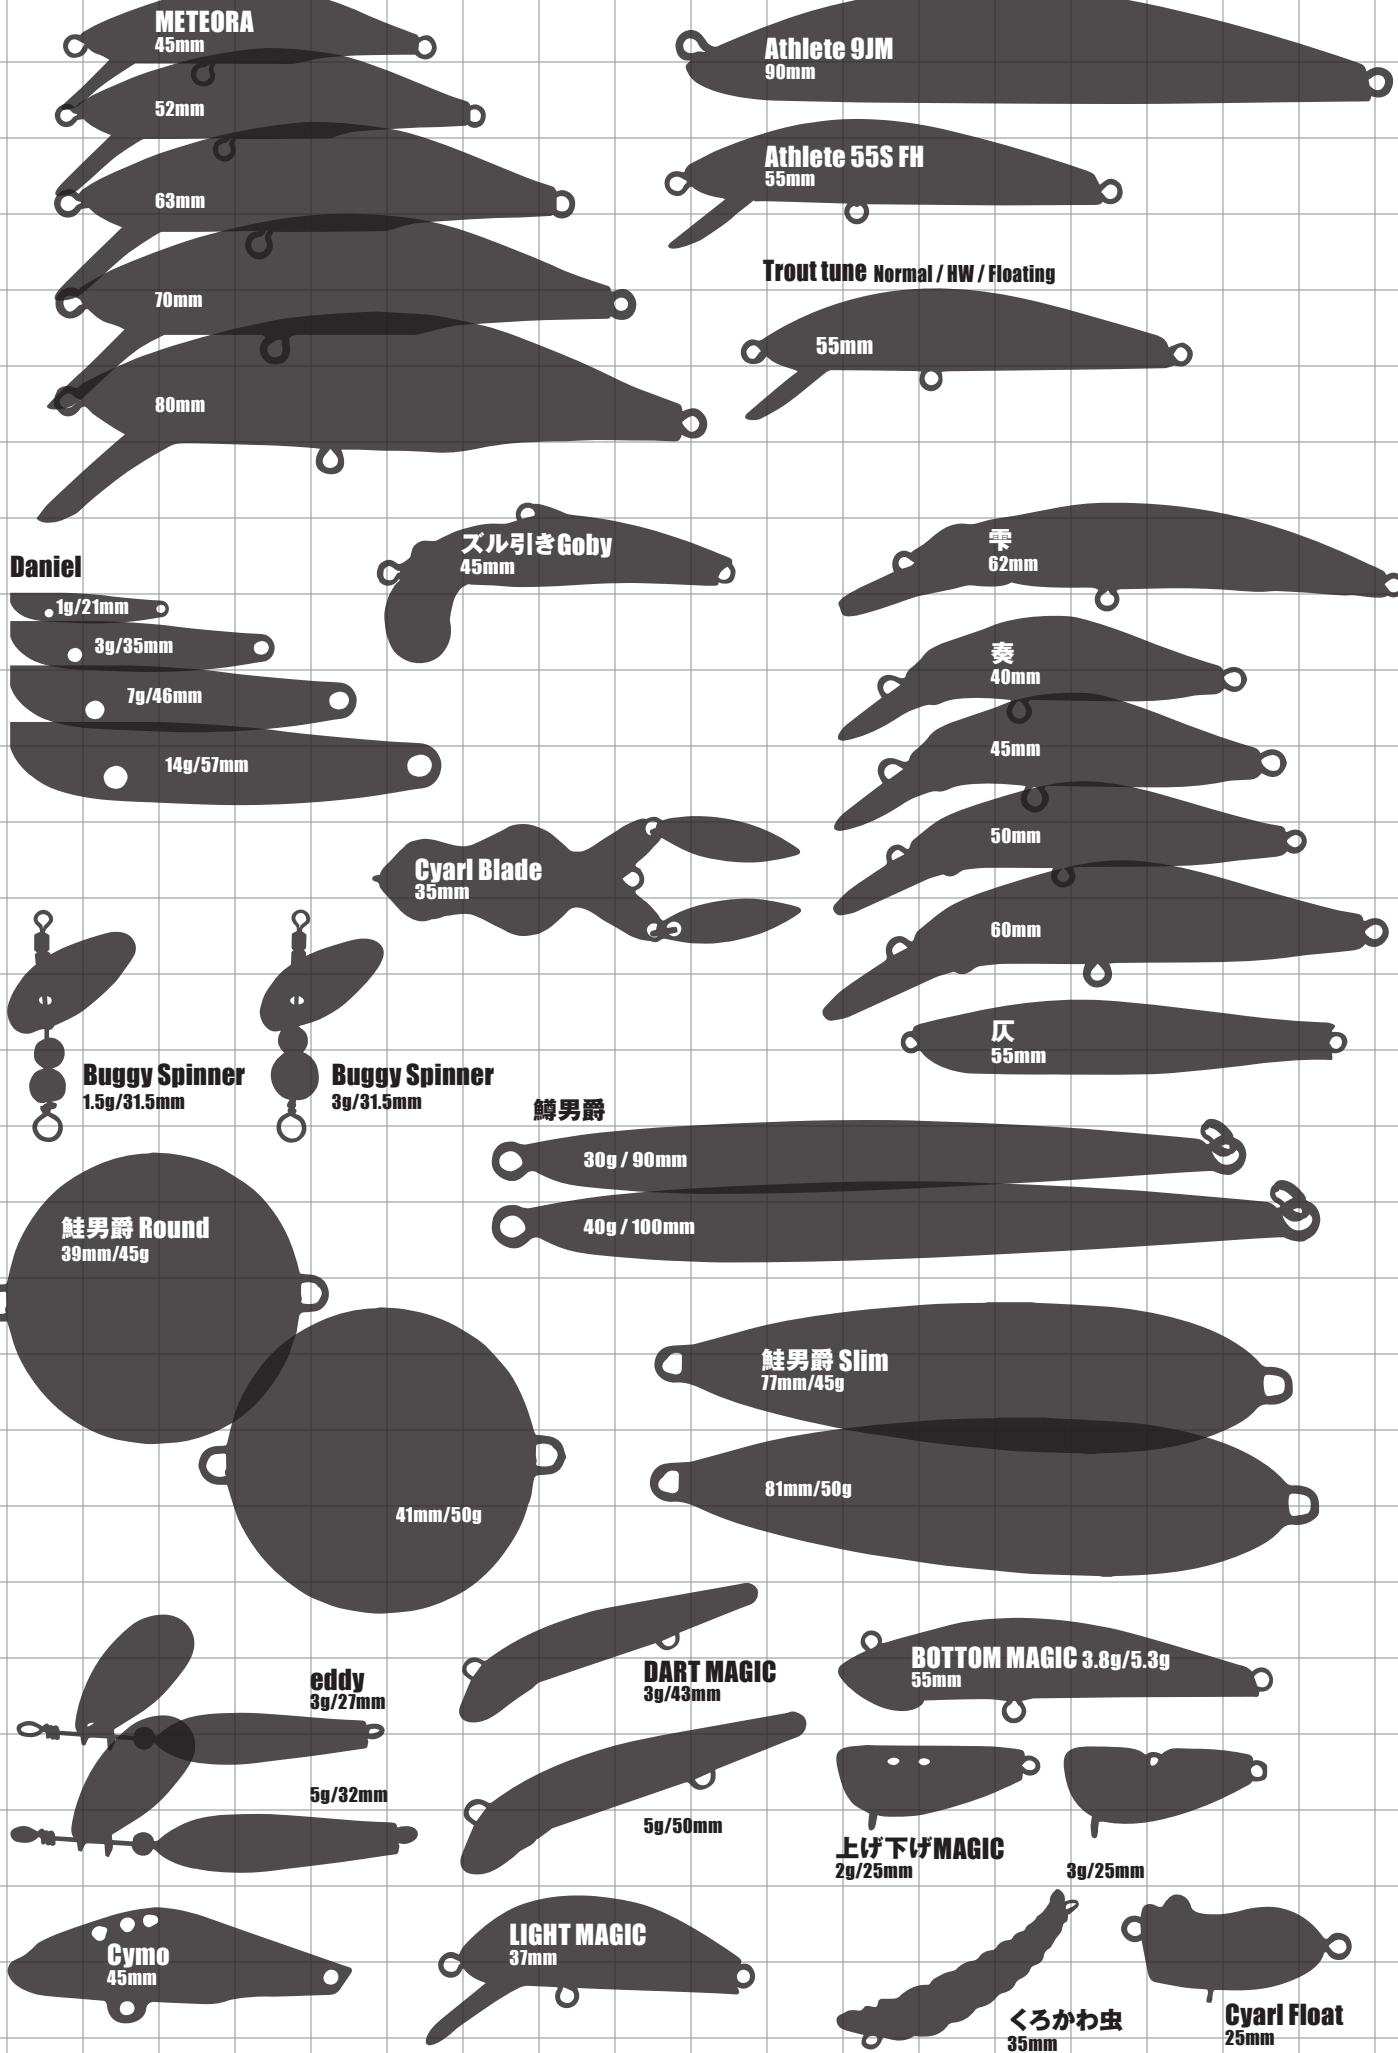 METEORA
45mm
52mm
63mm
70mm
80mm
Athlete 9JM
90mm
Athlete 55S FH
55mm
Trout tune Normal / HW / Floating
55mm
Daniel
1g/21mm
3g/35mm
7g/46mm
14g/57mm
ズル引きGoby
45mm
雫
62mm
奏
40mm
45mm
50mm
60mm
仄
55mm
Cyarl Blade
35mm
Buggy Spinner
1.5g/31.5mm
Buggy Spinner
3g/31.5mm
鱒男爵
30g / 90mm
40g / 100mm
鮭男爵 Round
39mm/45g
41mm/50g
鮭男爵 Slim
77mm/45g
81mm/50g
eddy
3g/27mm
5g/32mm
DART MAGIC
3g/43mm
5g/50mm
BOTTOM MAGIC 3.8g/5.3g
55mm
上げ下げMAGIC
2g/25mm
3g/25mm
Cymo
45mm
LIGHT MAGIC
37mm
くろかわ虫
35mm
Cyarl Float
25mm